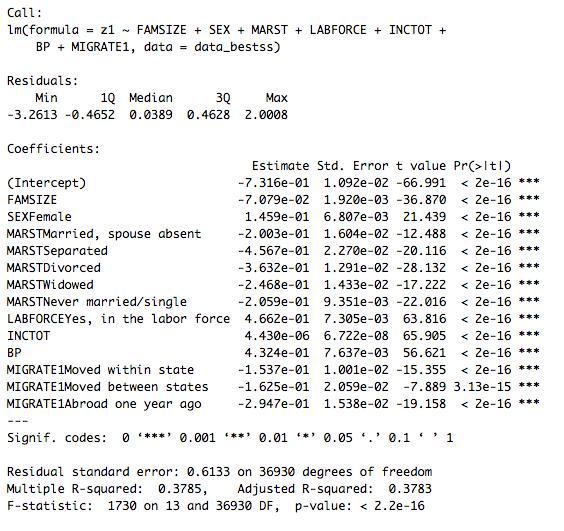 Call:
lm(formula = z1 ~ FAMSIZE + SEX + MARST + LABFORCE + INCTOT +
    BP + MIGRATE1, data = data_bestss)
Residuals:
    Min      1Q  Median      3Q     Max
-3.2613 -0.4652  0.0389  0.4628  2.0008
Coefficients:
                               Estimate Std. Error t value Pr(>|t|)
(Intercept)                  -7.316e-01  1.092e-02 -66.991  < 2e-16 ***
FAMSIZE                      -7.079e-02  1.920e-03 -36.870  < 2e-16 ***
SEXFemale                     1.459e-01  6.807e-03  21.439  < 2e-16 ***
MARSTMarried, spouse absent  -2.003e-01  1.604e-02 -12.488  < 2e-16 ***
MARSTSeparated               -4.567e-01  2.270e-02 -20.116  < 2e-16 ***
MARSTDivorced                -3.632e-01  1.291e-02 -28.132  < 2e-16 ***
MARSTWidowed                 -2.468e-01  1.433e-02 -17.222  < 2e-16 ***
MARSTNever married/single    -2.059e-01  9.351e-03 -22.016  < 2e-16 ***
LABFORCEYes, in the labor force  4.662e-01  7.305e-03  63.816  < 2e-16 ***
INCTOT                        4.430e-06  6.722e-08  65.905  < 2e-16 ***
BP                            4.324e-01  7.637e-03  56.621  < 2e-16 ***
MIGRATE1Moved within state   -1.537e-01  1.001e-02 -15.355  < 2e-16 ***
MIGRATE1Moved between states -1.625e-01  2.059e-02  -7.889 3.13e-15 ***
MIGRATE1Abroad one year ago  -2.947e-01  1.538e-02 -19.158  < 2e-16 ***
---
Signif. codes:  0 ‘***’ 0.001 ‘**’ 0.01 ‘*’ 0.05 ‘.’ 0.1 ‘ ’ 1
Residual standard error: 0.6133 on 36930 degrees of freedom
Multiple R-squared:  0.3785,    Adjusted R-squared:  0.3783
F-statistic:  1730 on 13 and 36930 DF,  p-value: < 2.2e-16